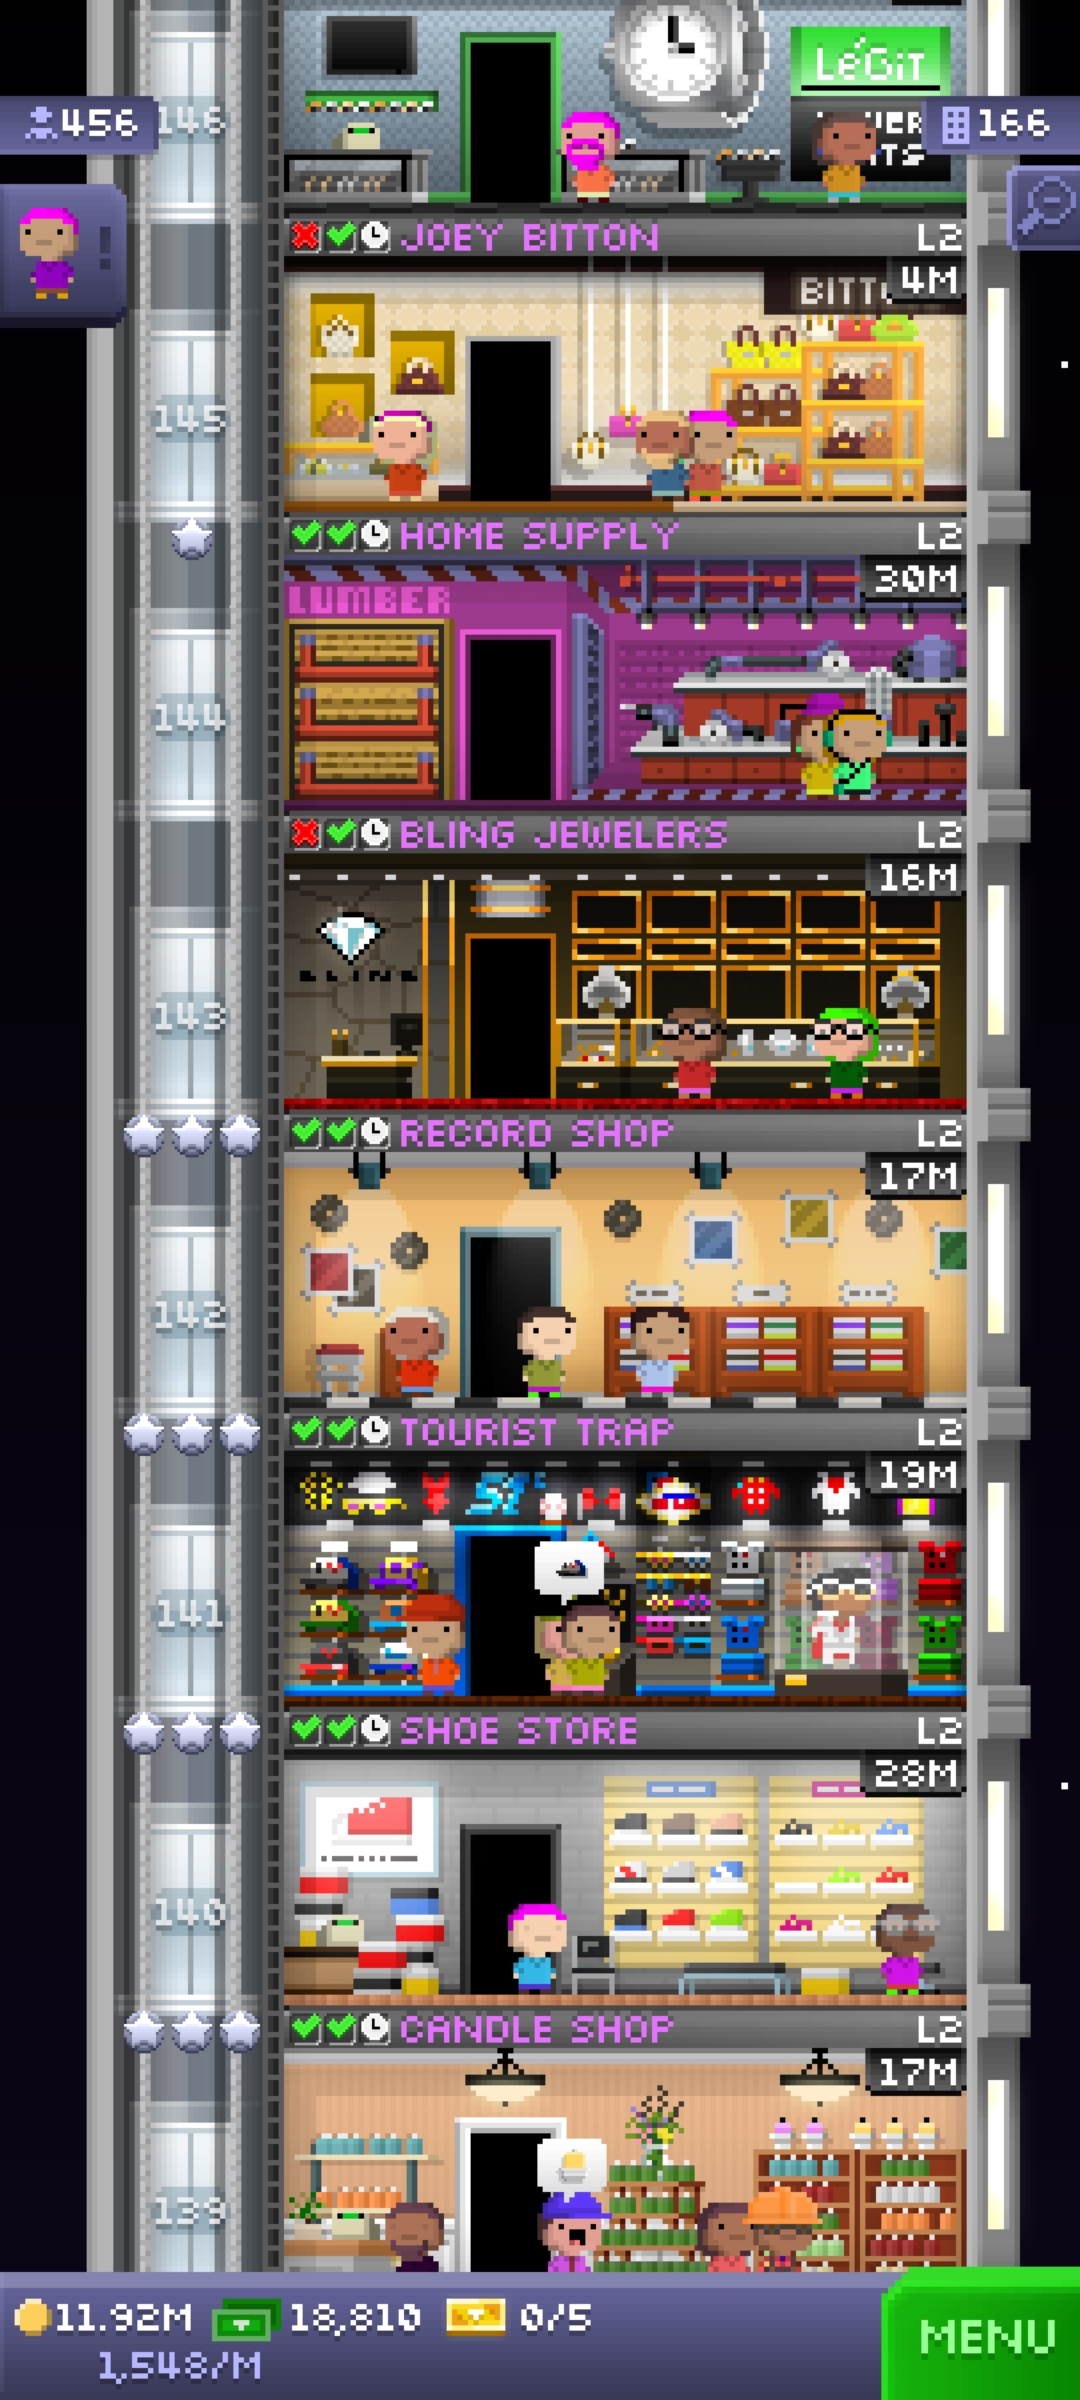 LéGiT
146
456
166
JOEY BITTON L2
4M
145
HOME SUPPLY L2
30M
LUMBER
144
BLING JEWELERS L2
16M
BLING
143
RECORD SHOP L2
17M
142
TOURIST TRAP L2
19M
141
SHOE STORE L2
28M
140
CANDLE SHOP L2
17M
139
11.92M 18,810 0/5
1,548/M
MENU